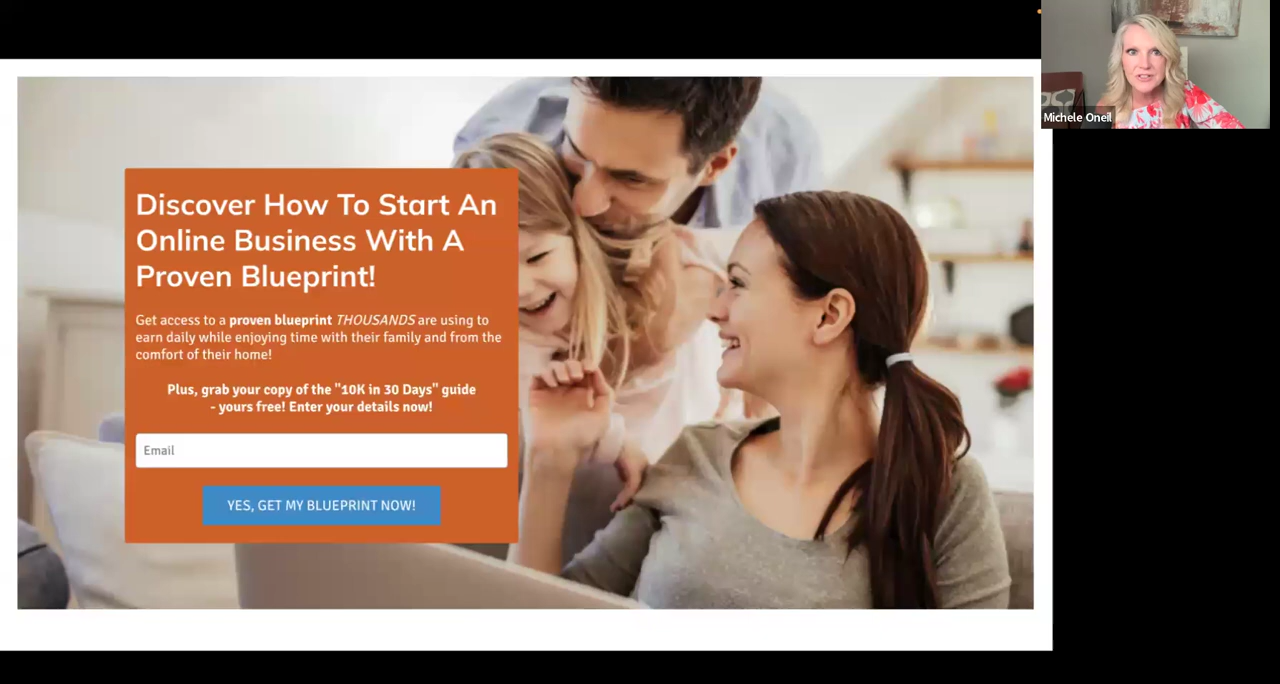 Michele Oneil
Discover How To Start An
Online Business With A
Proven Blueprint!
Get access to a proven blueprint THOUSANDS are using to
earn daily while enjoying time with their family and from the
comfort of their home!
Plus, grab your copy of the "10K in 30 Days" guide
- yours free! Enter your details now!
Email
YES, GET MY BLUEPRINT NOW!